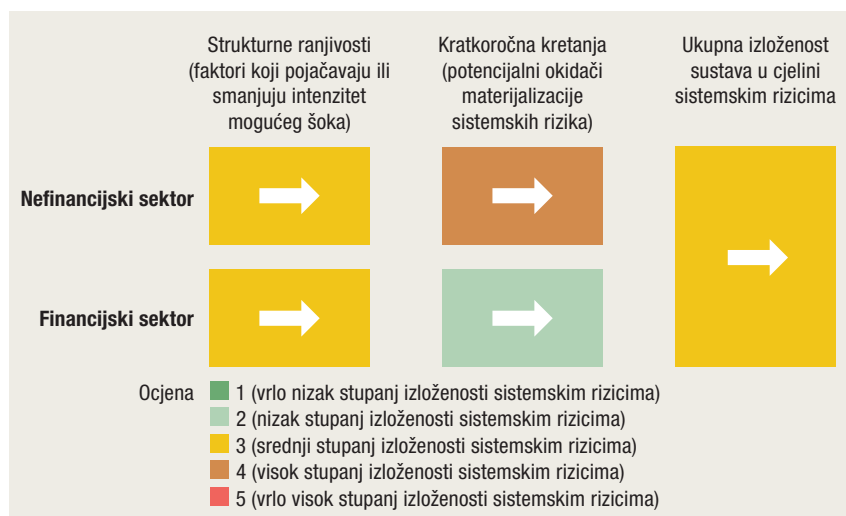 Strukturne ranjivosti
(faktori koji pojačavaju ili
smanjuju intenzitet
mogućeg šoka)
Kratkoročna kretanja
(potencijalni okidači
materijalizacije
sistemskih rizika)
Ukupna izloženost
sustava u cjelini
sistemskim rizicima
Nefinancijski sektor
Financijski sektor
Ocjena
1 (vrlo nizak stupanj izloženosti sistemskim rizicima)
2 (nizak stupanj izloženosti sistemskim rizicima)
3 (srednji stupanj izloženosti sistemskim rizicima)
4 (visok stupanj izloženosti sistemskim rizicima)
5 (vrlo visok stupanj izloženosti sistemskim rizicima)